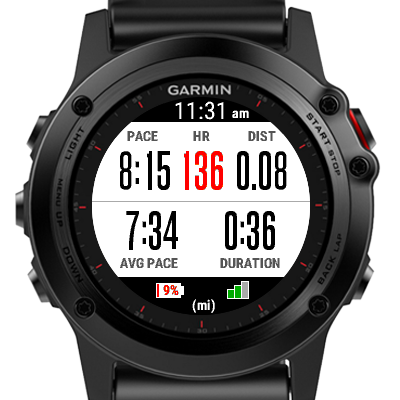 GARMIN
11:31 am
LIGHT
START STOP
PACE HR DIST
8:15 136 0.08
MENU UP
7:34 0:36
AVG PACE DURATION
DOWN
BACK LAP
9%
(mi)